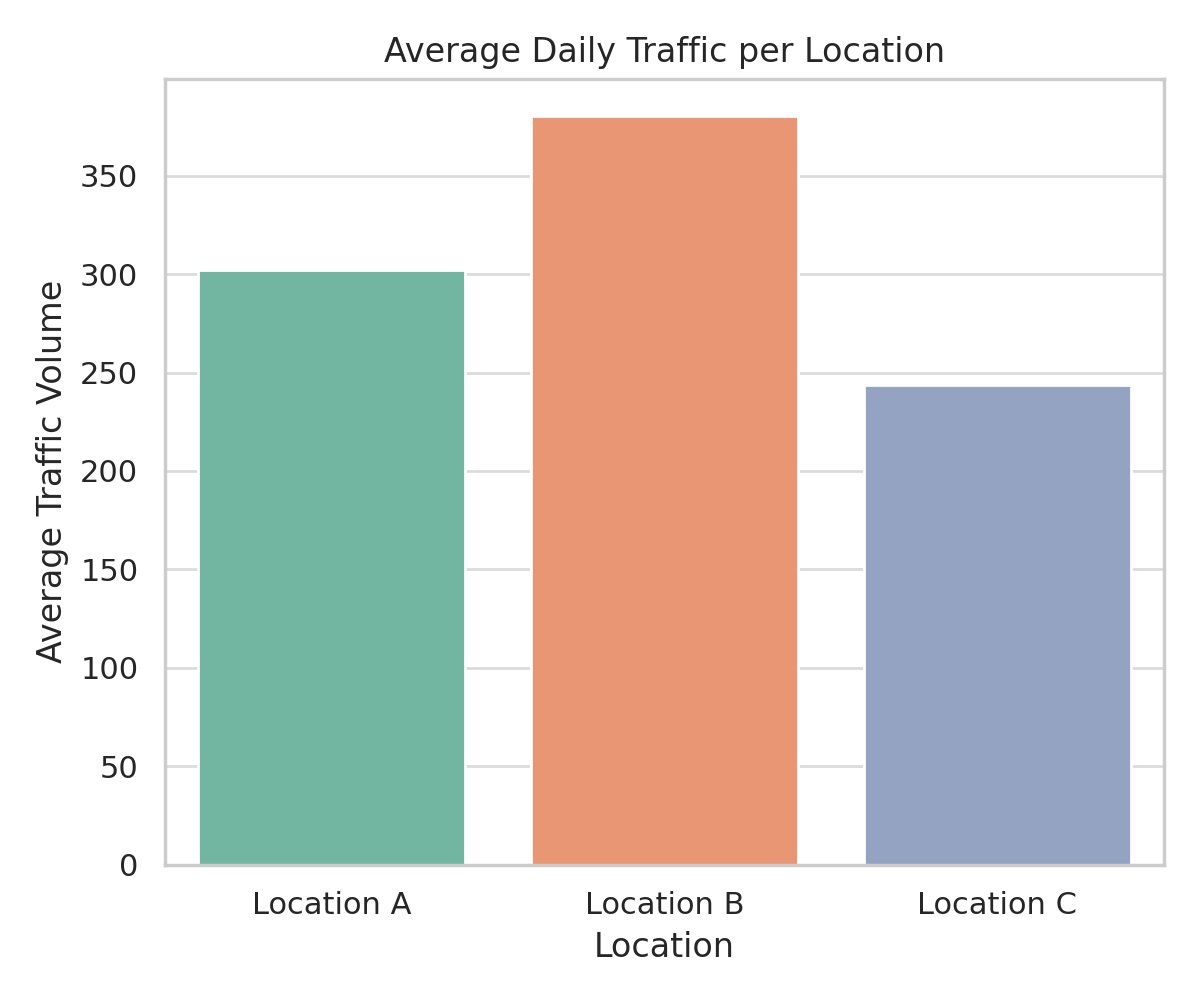 Average Daily Traffic per Location
Average Traffic Volume
350
300
250
200
150
100
50
0
Location A
Location B
Location C
Location